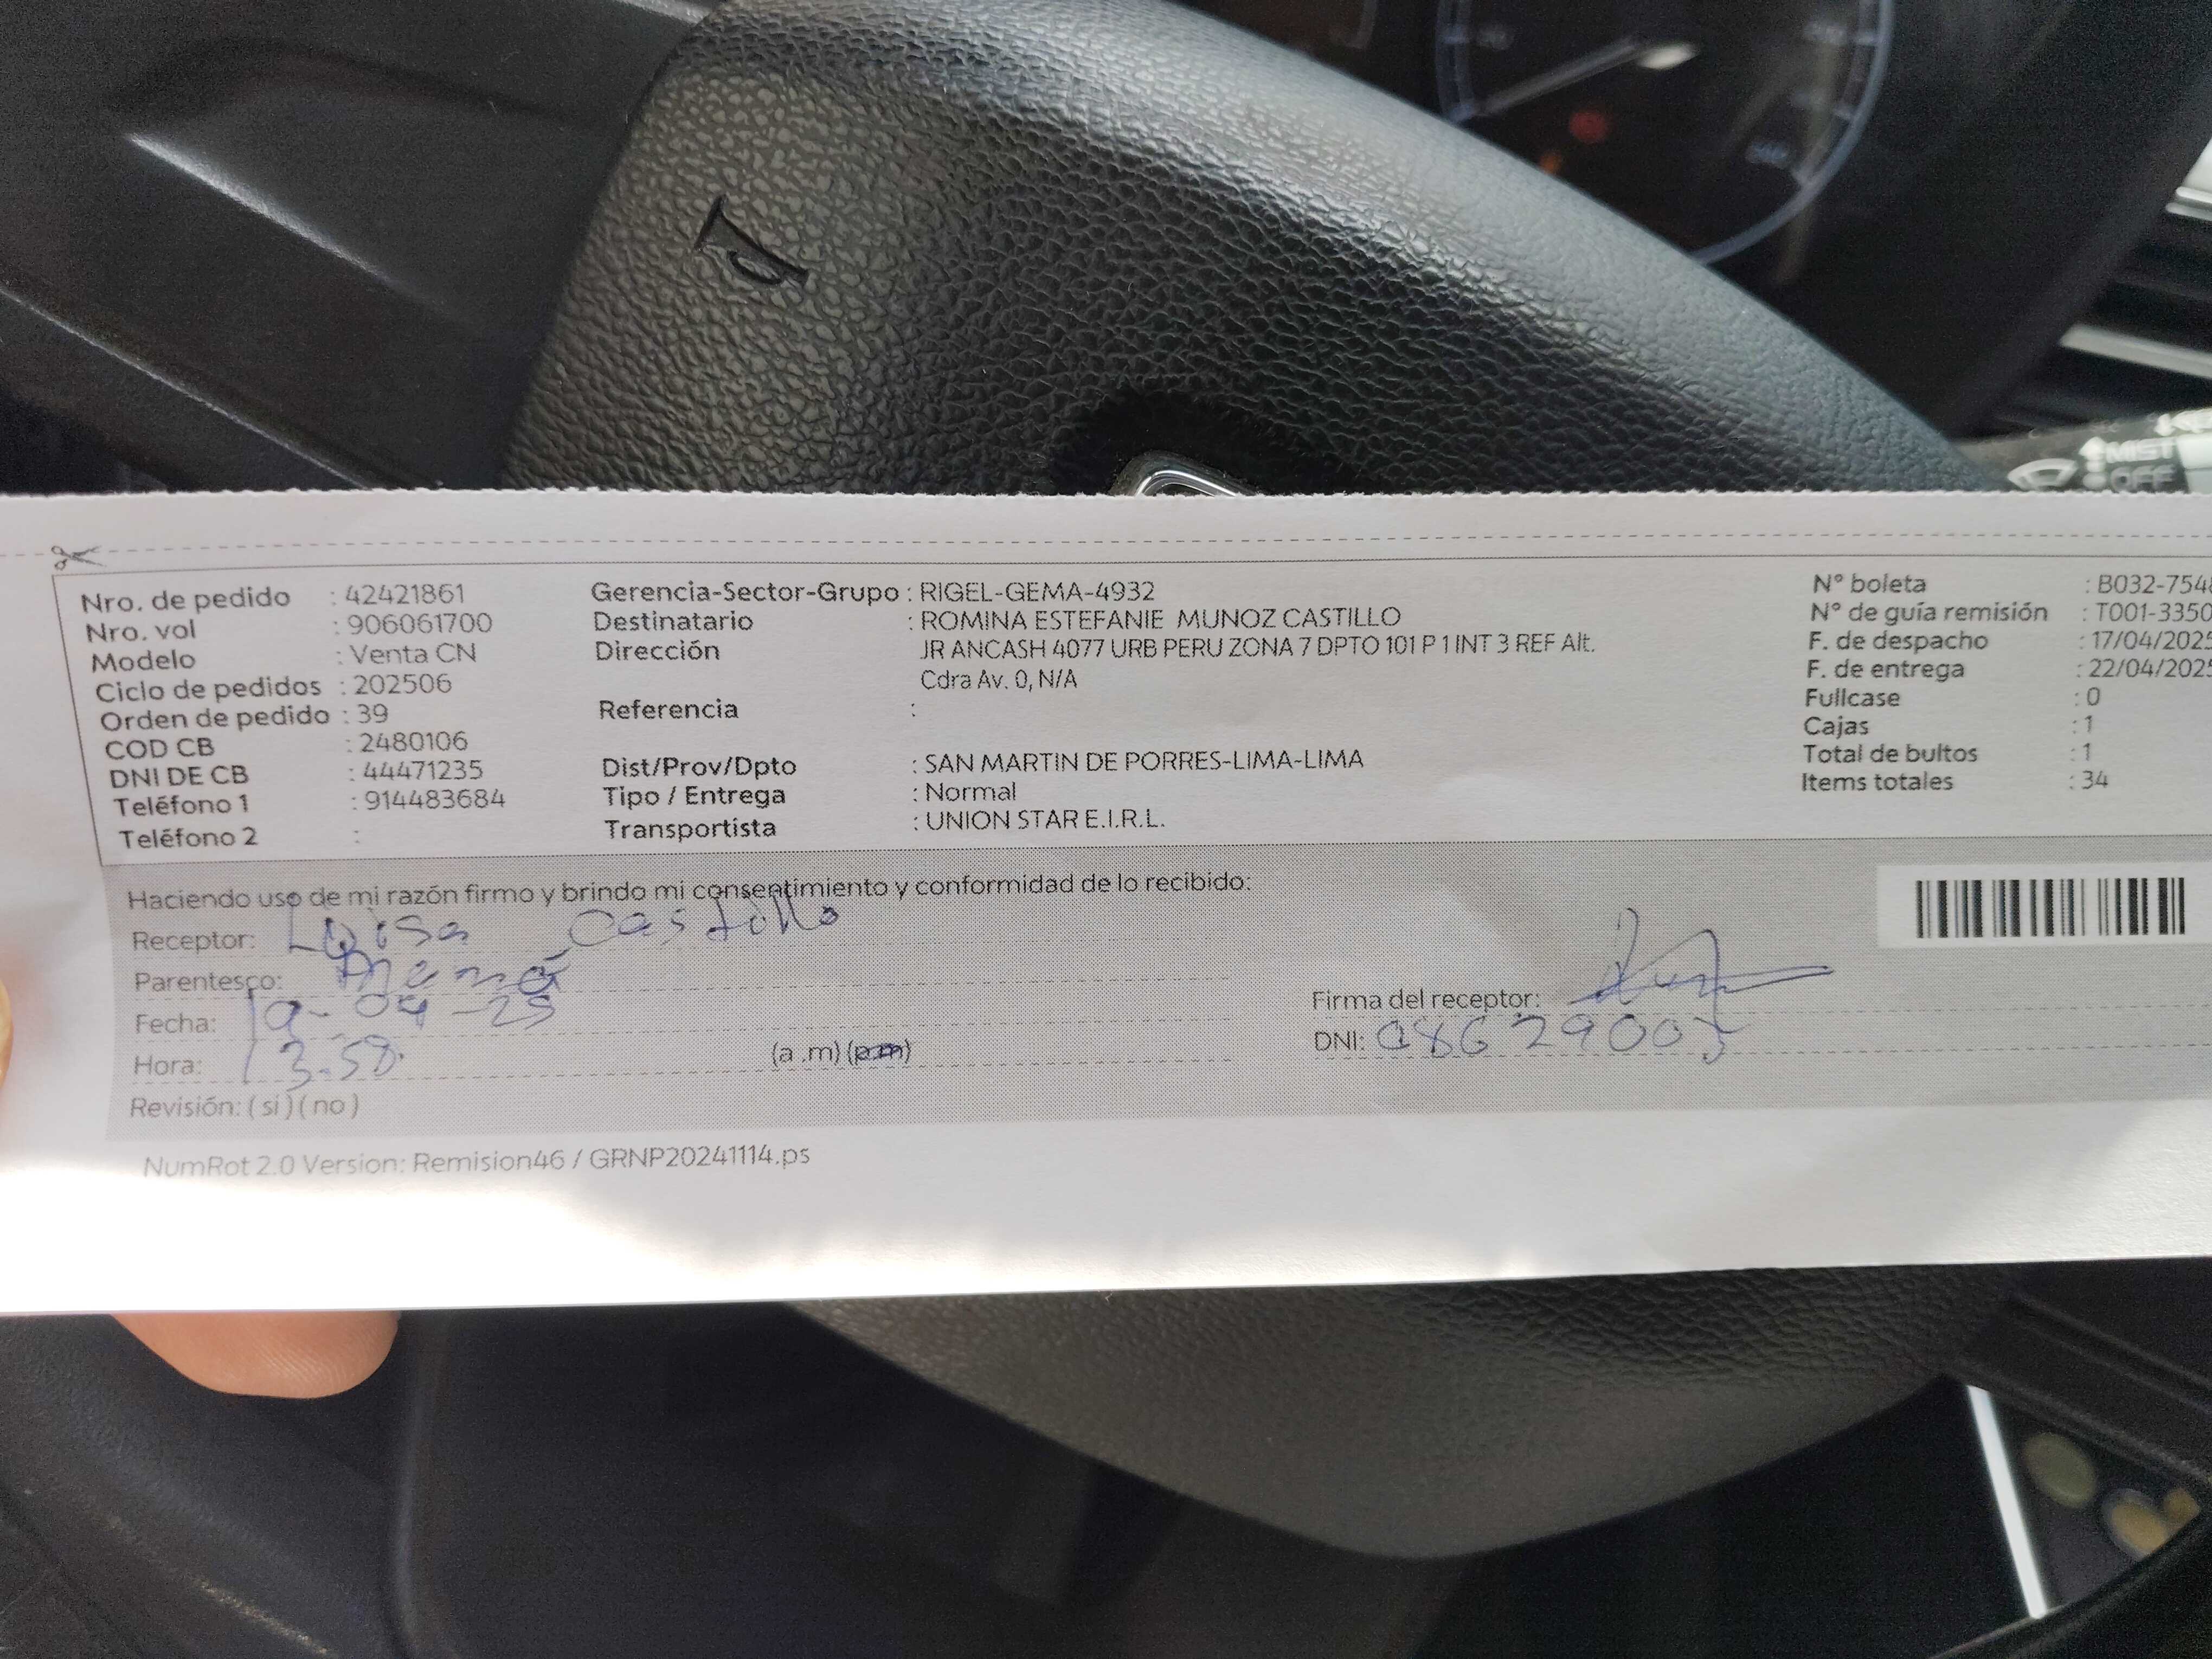 MIST
OFF
Nro. de pedido : 42421861
Nro. vol : 906061700
Modelo : Venta CN
Ciclo de pedidos : 202506
Orden de pedido : 39
COD CB : 2480106
DNI DE CB : 44471235
Teléfono 1 : 914483684
Teléfono 2 :
Gerencia-Sector-Grupo : RIGEL-GEMA-4932
Destinatario : ROMINA ESTEFANIE MUNOZ CASTILLO
Dirección JR ANCASH 4077 URB PERU ZONA 7 DPTO 101 P 1 INT 3 REF Alt.
Cdra Av. 0, N/A
Referencia :
Dist/Prov/Dpto : SAN MARTIN DE PORRES-LIMA-LIMA
Tipo / Entrega : Normal
Transportista : UNION STAR E.I.R.L.
N° boleta : B032-754
N° de guía remisión : T001-3350
F. de despacho : 17/04/2025
F. de entrega : 22/04/2025
Fullcase : 0
Cajas : 1
Total de bultos : 1
Items totales : 34
Haciendo uso de mi razón firmo y brindo mi consentimiento y conformidad de lo recibido:
Receptor: Luisa Castillo
Parentesco: Mamá
Fecha: 19-04-25
Hora: 13:58 (a .m) (p.m)
Revisión: ( si ) ( no )
Firma del receptor:
DNI: 08629005
NumRot 2.0 Version: Remision46 / GRNP20241114.ps